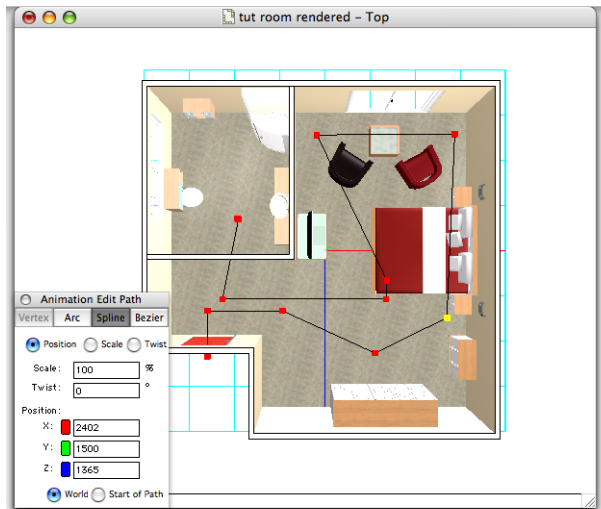 tut room rendered – Top
Animation Edit Path
Vertex Arc Spline Bezier
Position Scale Twist
Scale: 100 %
Twist: 0 °
Position:
X: 2402
Y: 1500
Z: 1365
World Start of Path